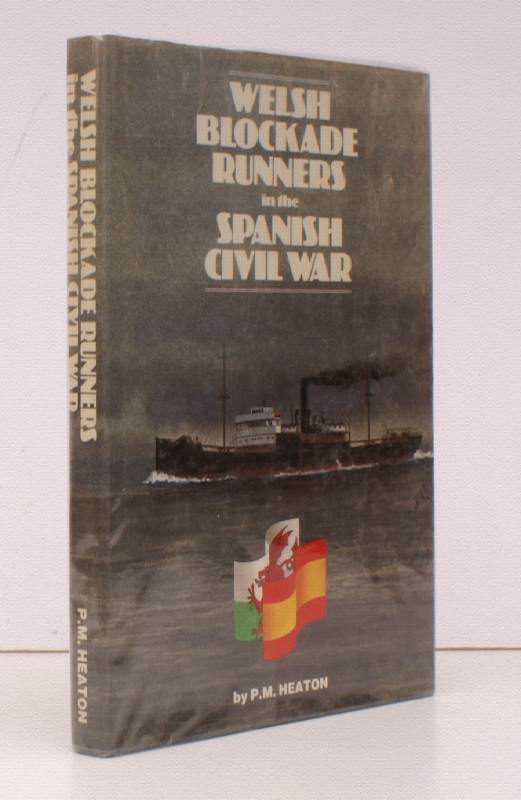 WELSH
BLOCKADE
RUNNERS
in the
SPANISH
CIVIL WAR
by P.M. HEATON
WELSH BLOCKADE RUNNERS
in the SPANISH CIVIL WAR
P.M. HEATON